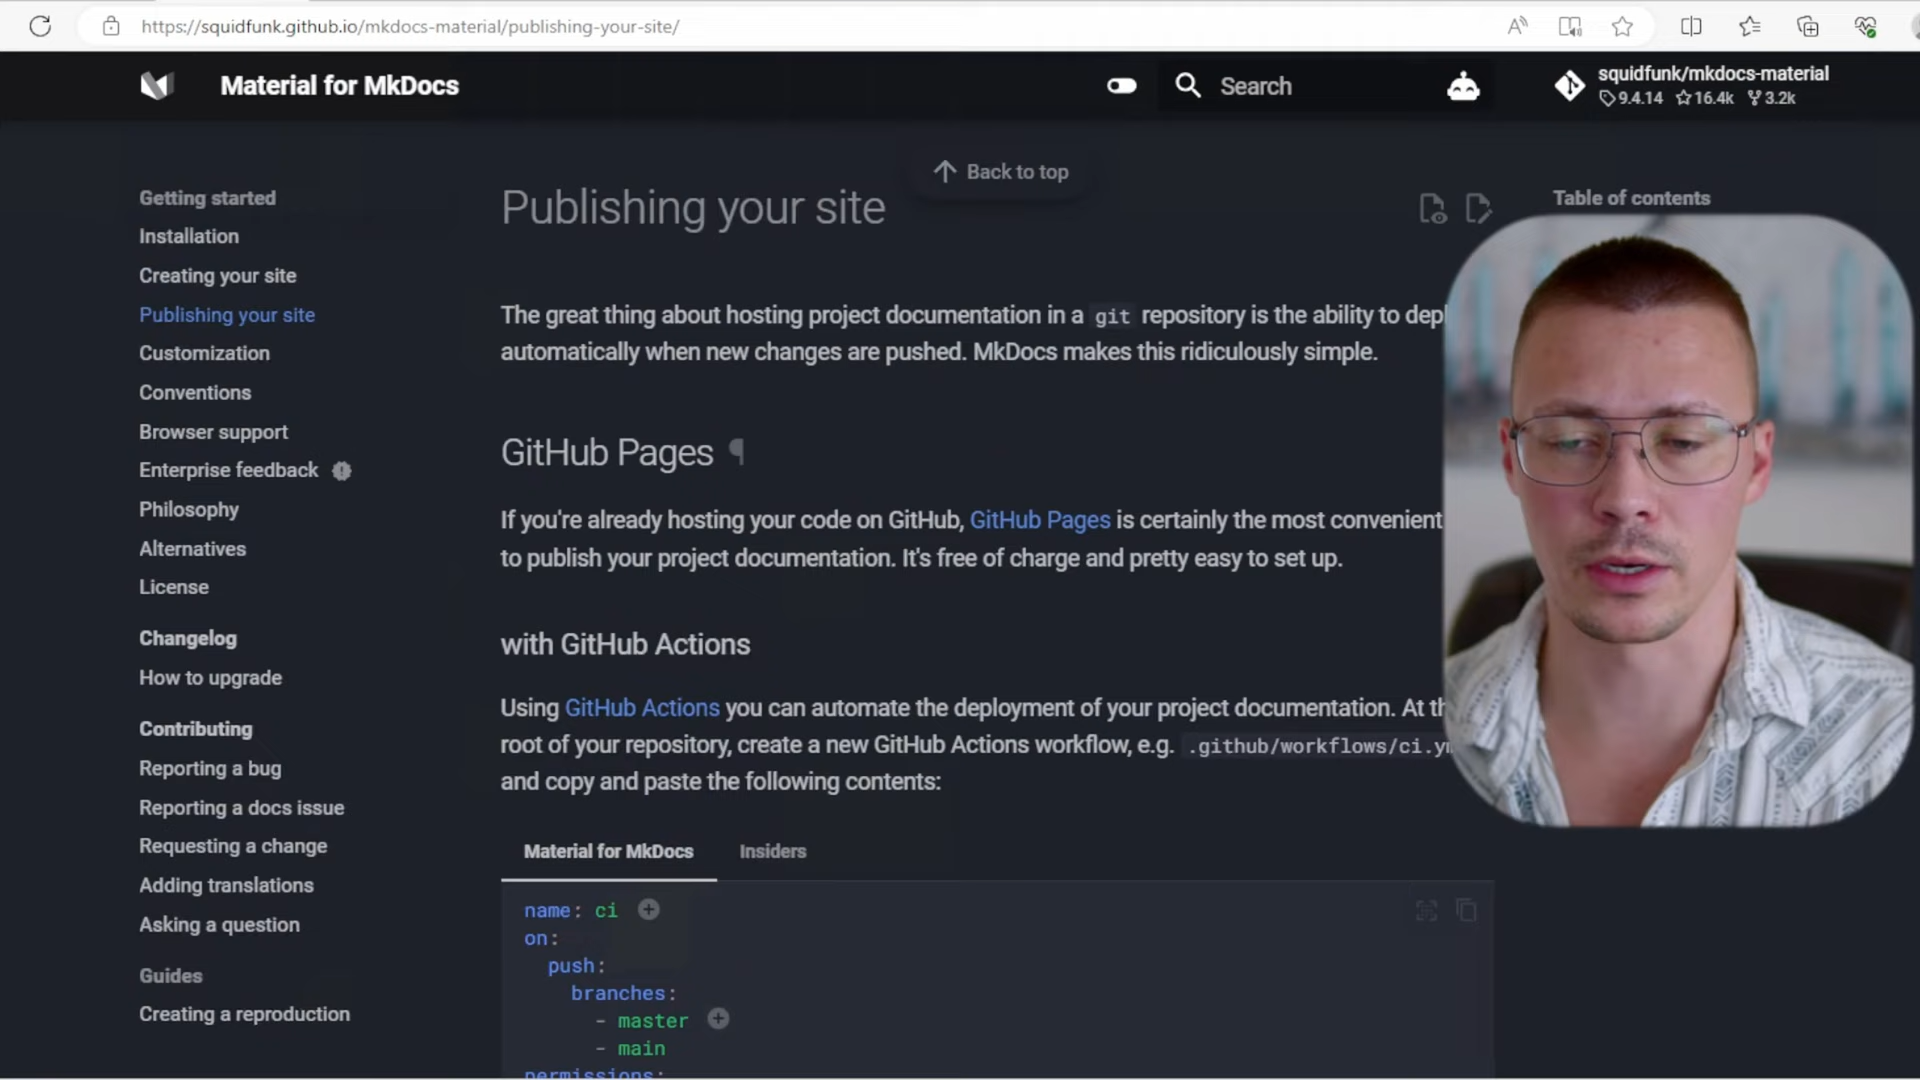 https://squidfunk.github.io/mkdocs-material/publishing-your-site/
Material for MkDocs
Search
squidfunk/mkdocs-material
9.4.14 16.4k 3.2k
Back to top
Getting started
Installation
Creating your site
Publishing your site
Customization
Conventions
Browser support
Enterprise feedback
Philosophy
Alternatives
License
Changelog
How to upgrade
Contributing
Reporting a bug
Reporting a docs issue
Requesting a change
Adding translations
Asking a question
Guides
Creating a reproduction
Publishing your site
The great thing about hosting project documentation in a git repository is the ability to depl
automatically when new changes are pushed. MkDocs makes this ridiculously simple.
GitHub Pages ¶
If you're already hosting your code on GitHub, GitHub Pages is certainly the most convenient
to publish your project documentation. It's free of charge and pretty easy to set up.
with GitHub Actions
Using GitHub Actions you can automate the deployment of your project documentation. At th
root of your repository, create a new GitHub Actions workflow, e.g. .github/workflows/ci.ym
and copy and paste the following contents:
Material for MkDocs Insiders
name: ci
on:
push:
branches:
- master
- main
permissions:
Table of contents